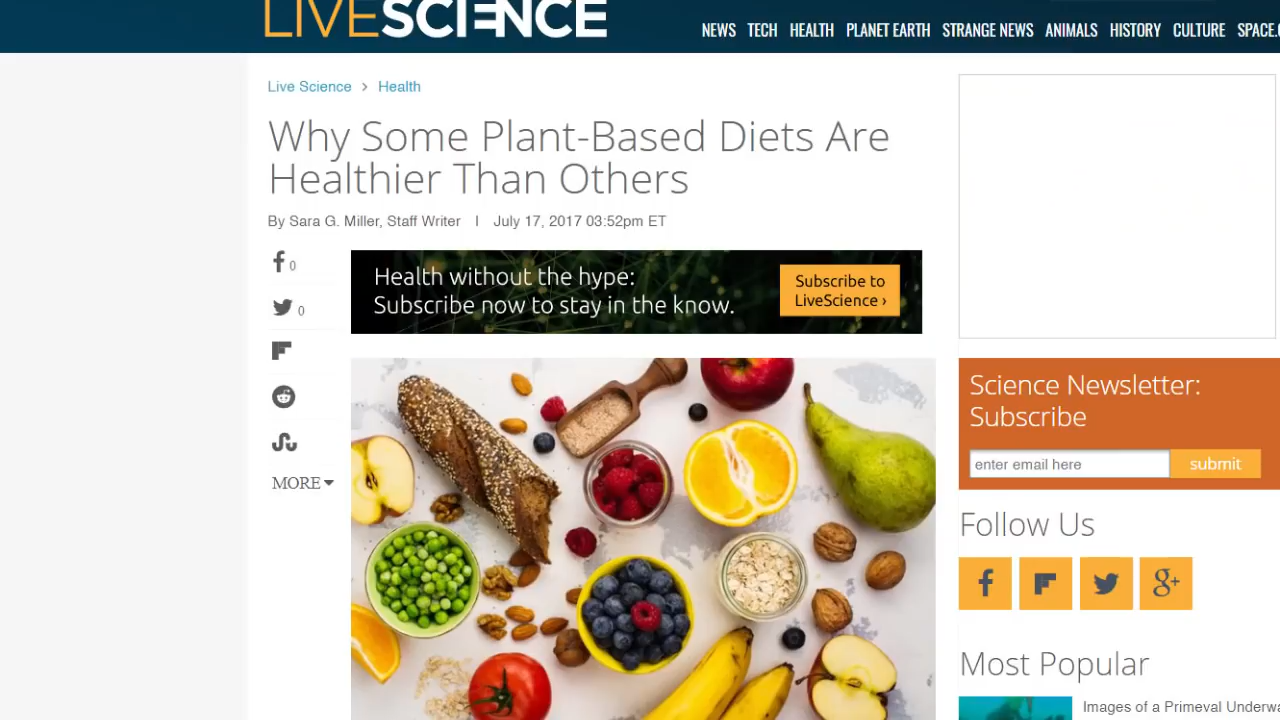 LIVESCIENCE
NEWS TECH HEALTH PLANET EARTH STRANGE NEWS ANIMALS HISTORY CULTURE SPACE.
Live Science > Health
Why Some Plant-Based Diets Are
Healthier Than Others
By Sara G. Miller, Staff Writer | July 17, 2017 03:52pm ET
0
0
MORE
Health without the hype:
Subscribe now to stay in the know.
Subscribe to
LiveScience ›
Science Newsletter:
Subscribe
enter email here submit
Follow Us
Most Popular
Images of a Primeval Underwa